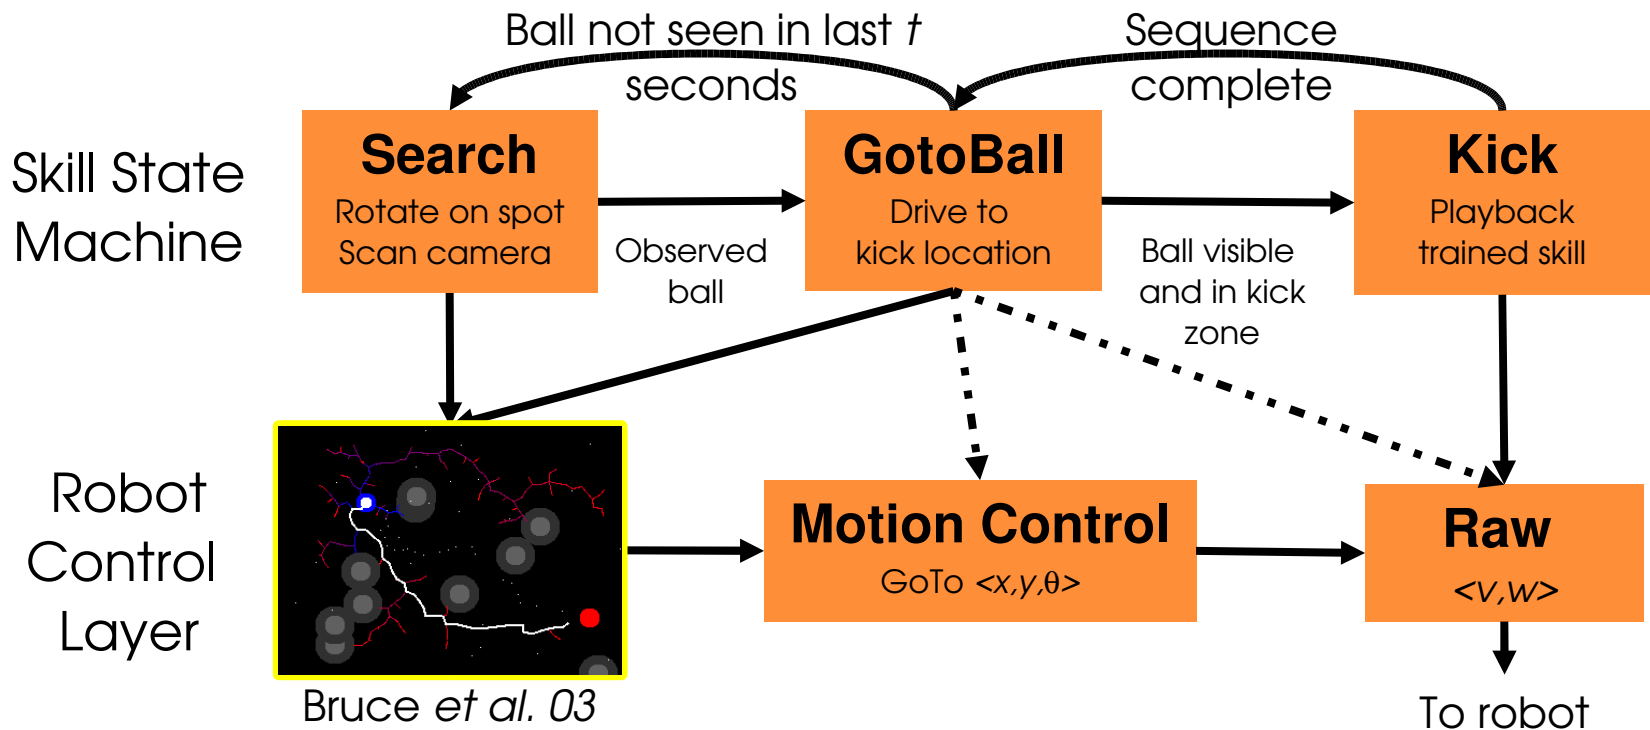 Ball not seen in last t
seconds
Sequence
complete
Skill State
Machine
Search
Rotate on spot
Scan camera
Observed
ball
GotoBall
Drive to
kick location
Ball visible
and in kick
zone
Kick
Playback
trained skill
Robot
Control
Layer
Bruce et al. 03
Motion Control
GoTo <x,y,θ>
Raw
<v,w>
To robot